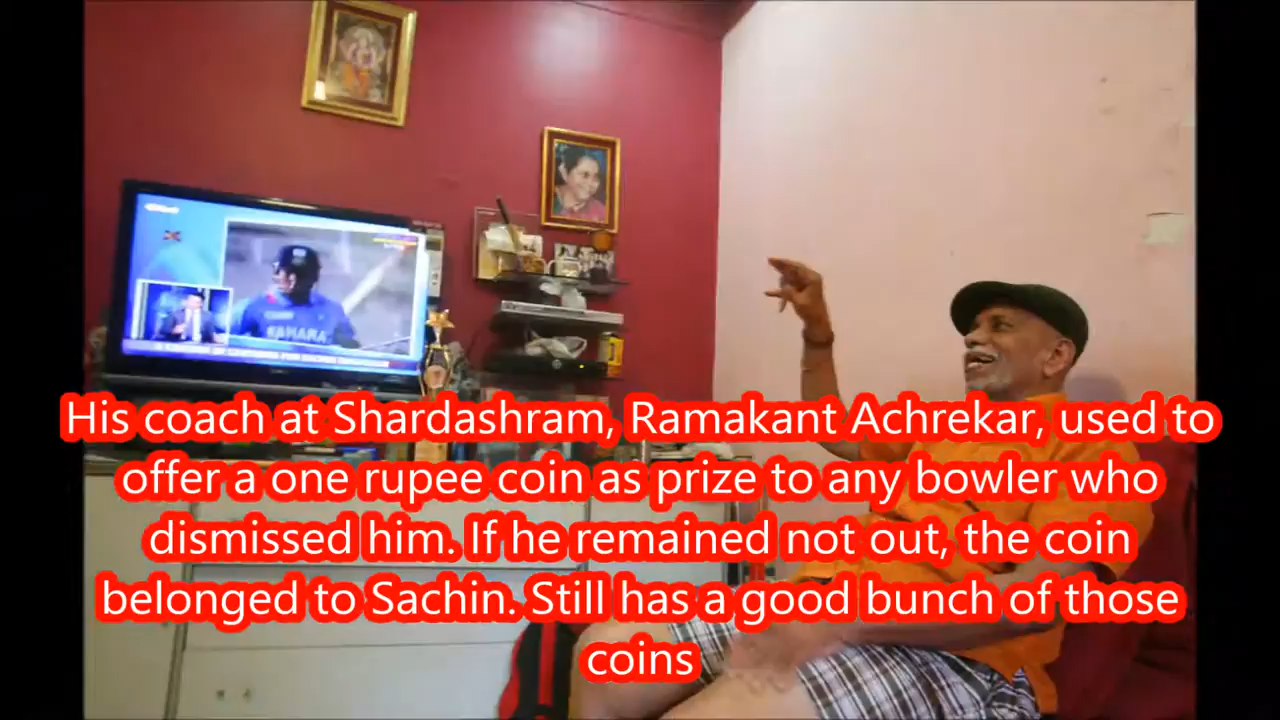 SAHARA
His coach at Shardashram, Ramakant Achrekar, used to
offer a one rupee coin as prize to any bowler who
dismissed him. If he remained not out, the coin
belonged to Sachin. Still has a good bunch of those
coins